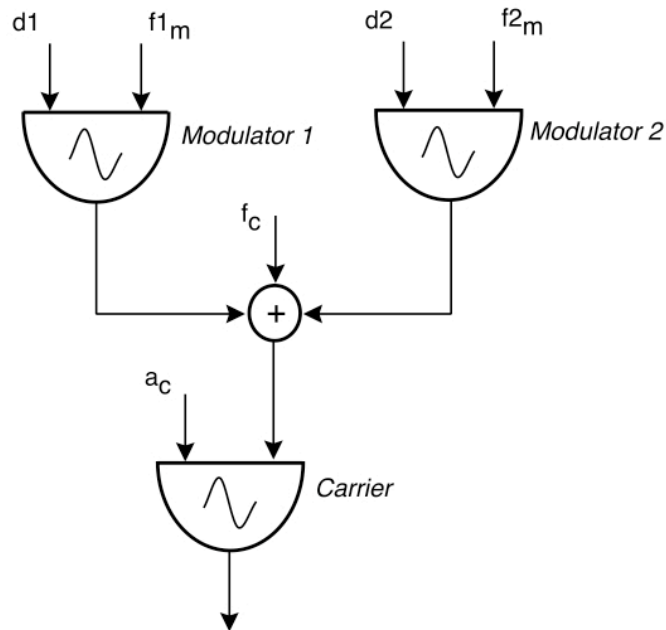 d1
f1m
d2
f2m
Modulator 1
Modulator 2
fc
+
ac
Carrier